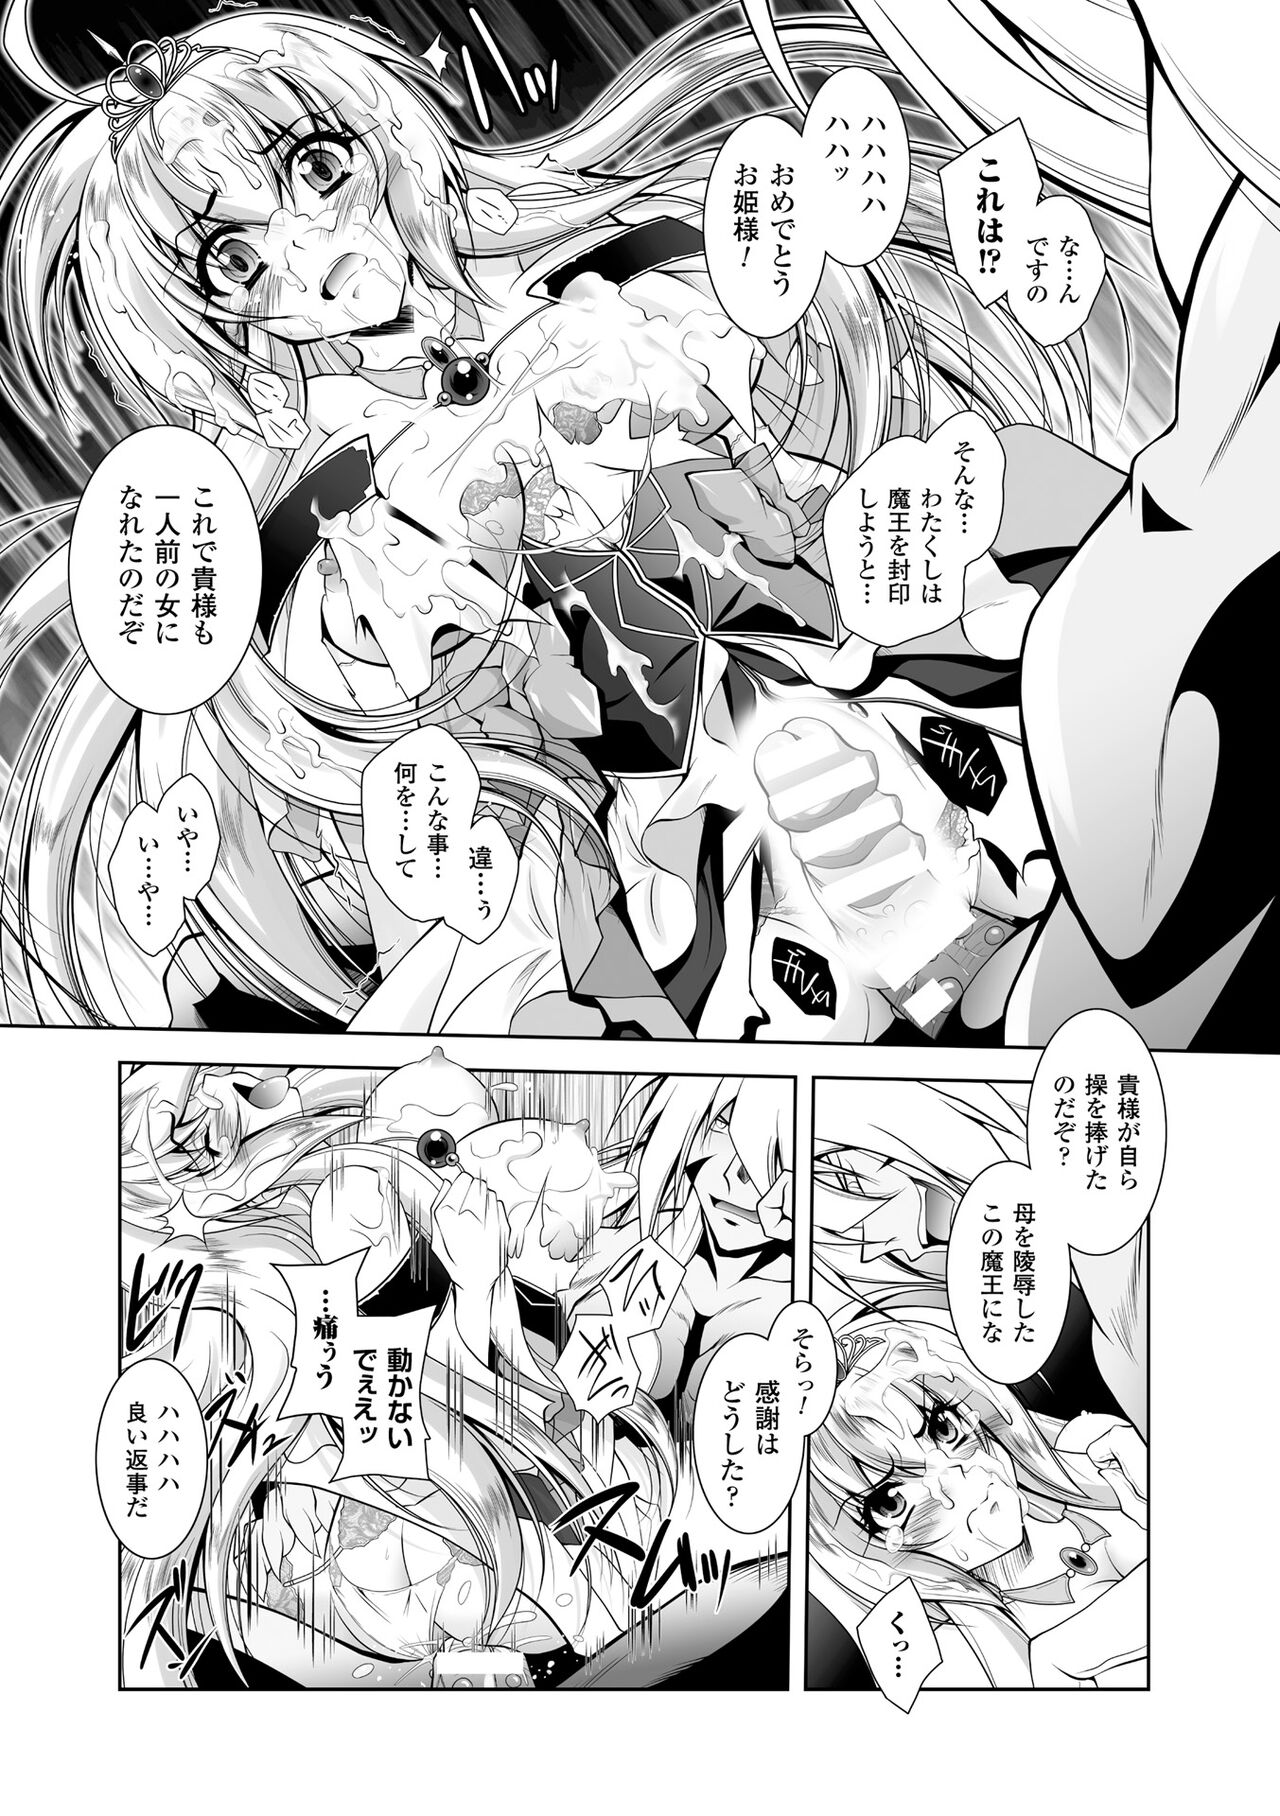 な…ん
ですの
これは!?
ハハハハ
ハハッ
おめでとう
お姫様!
そんな…
わたくしは
魔王を封印
しようと…
これで貴様も
一人前の女に
なれたのだぞ
違…う
こんな事…
何を…して
いや…
い…や…
貴様が自ら
操を捧げた
のだぞ?
母を陵辱した
この魔王にな
くっ…
そらっ!
感謝は
どうした?
動かない
でぇえッ
…痛ぅう
ハハハハ
良い返事だ